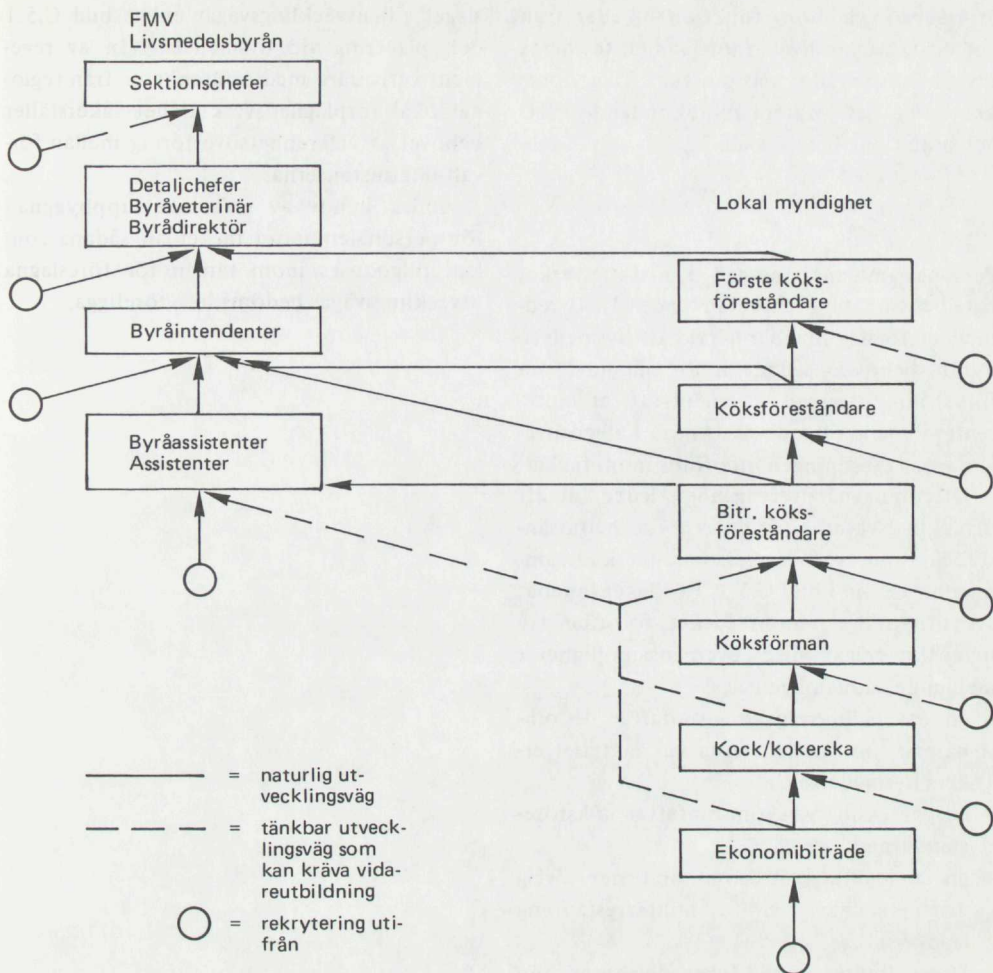 FMV
Livsmedelsbyrån
Sektionschefer
Detaljchefer
Byråveterinär
Byrådirektör
Byråintendenter
Byråassistenter
Assistenter
Lokal myndighet
Förste köks-
föreståndare
Köksföreståndare
Bitr. köks-
föreståndare
Köksförman
Kock/kokerska
Ekonomibiträde
= naturlig ut-
vecklingsväg
= tänkbar utveck-
lingsväg som
kan kräva vida-
reutbildning
= rekrytering uti-
från